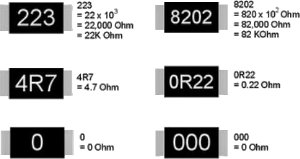 223
223
= 22 x 10³
= 22,000 Ohm
= 22K Ohm
8202
8202
= 820 x 10² Ohm
= 82,000 Ohm
= 82 KOhm
4R7
4R7
= 4.7 Ohm
0R22
0R22
= 0.22 Ohm
0
0
= 0 Ohm
000
000
= 0 Ohm